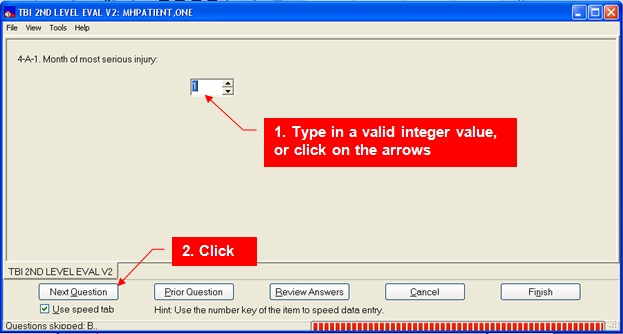 TBI 2ND LEVEL EVAL V2: MHPATIENT,ONE
File View Tools Help
4-A-1. Month of most serious injury:
1
1. Type in a valid integer value,
or click on the arrows
2. Click
TBI 2ND LEVEL EVAL V2
Next Question Prior Question Review Answers Cancel Finish
Use speed tab Hint: Use the number key of the item to speed data entry.
Questions skipped: B,.